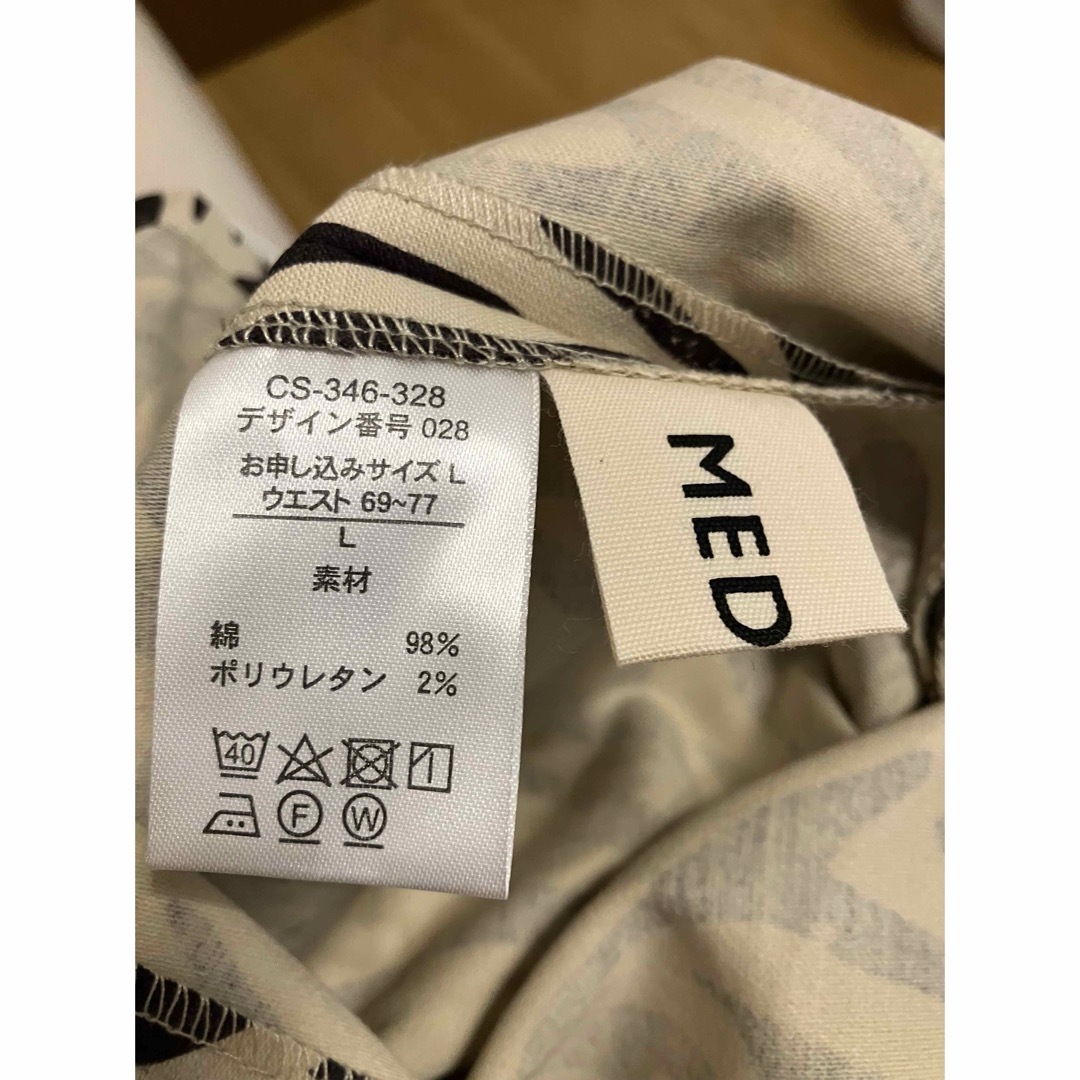 CS-346-328
デザイン番号 028
お申し込みサイズ L
ウエスト 69~77
L
素材
綿 98%
ポリウレタン 2%
40
F W
MED